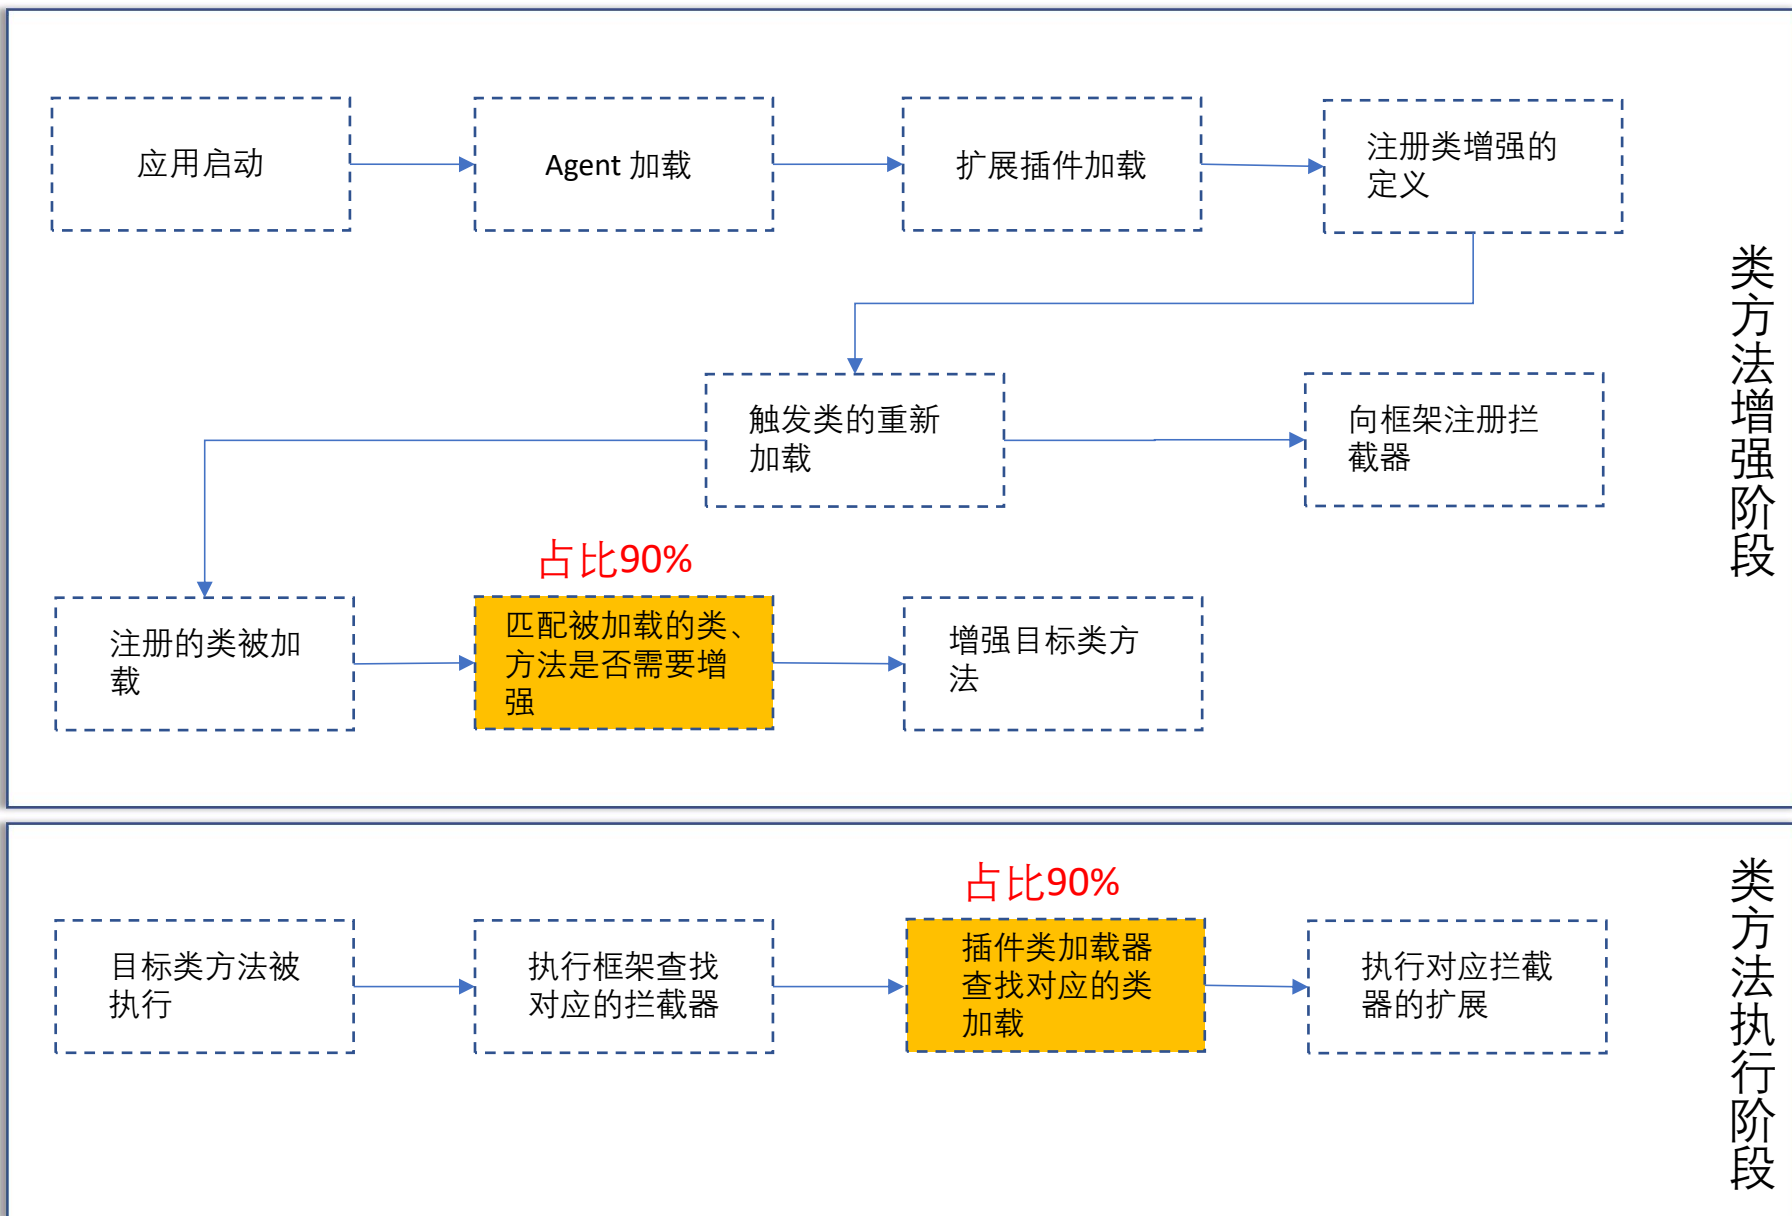 应用启动
Agent 加载
扩展插件加载
注册类增强的
定义
触发类的重新
加载
向框架注册拦
截器
占比90%
注册的类被加
载
匹配被加载的类、
方法是否需要增
强
增强目标类方
法
类方法增强阶段
占比90%
目标类方法被
执行
执行框架查找
对应的拦截器
插件类加载器
查找对应的类
加载
执行对应拦截
器的扩展
类方法执行阶段